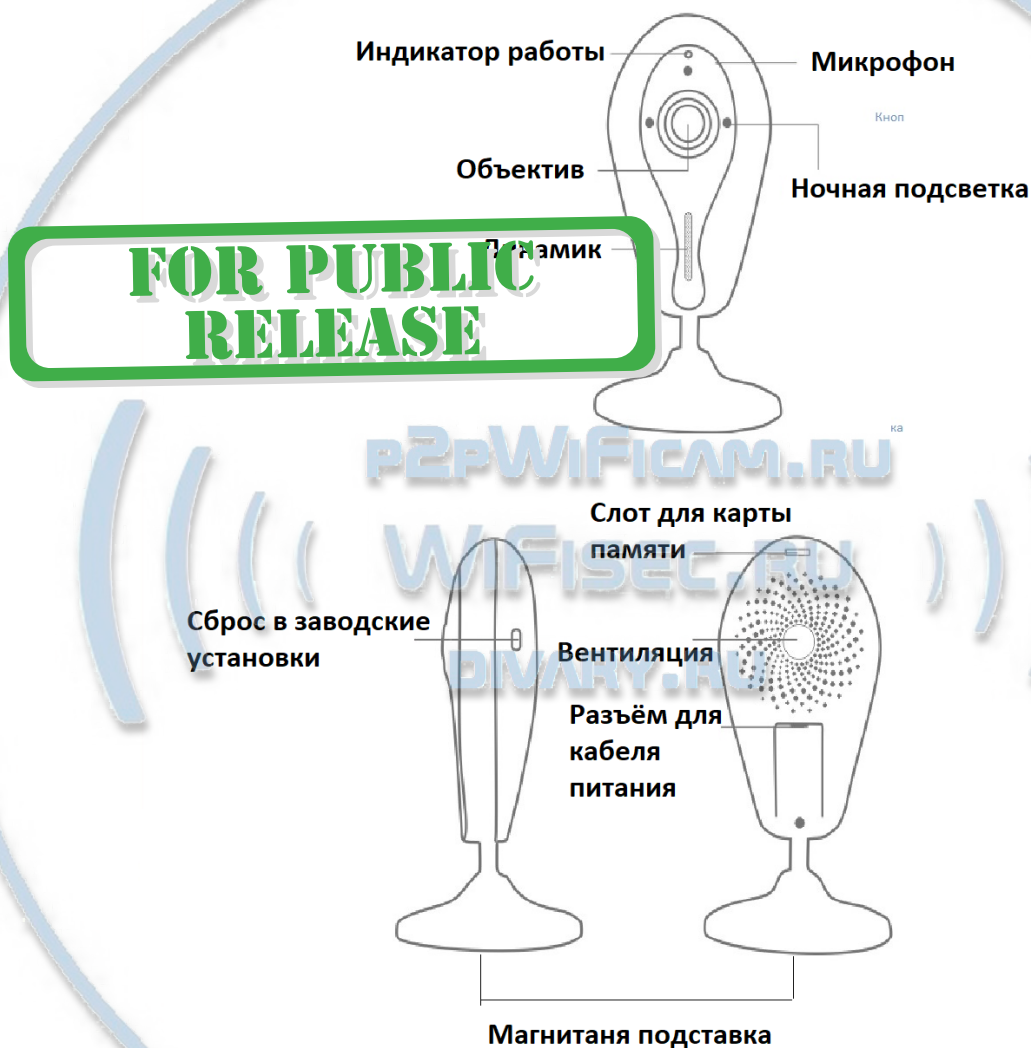 Индикатор работы
Микрофон
Кноп
Объектив
Ночная подсветка
Динамик
FOR PUBLIC
RELEASE
ка
P2PWIFICAM.RU
Слот для карты
памяти
WIFISEC.RU
Сброс в заводские
установки
Вентиляция
DIVARY.RU
Разъём для
кабеля
питания
Магнитаня подставка